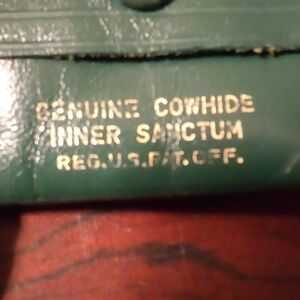 GENUINE COWHIDE
INNER SANCTUM
REG.U.S.PAT.OFF.